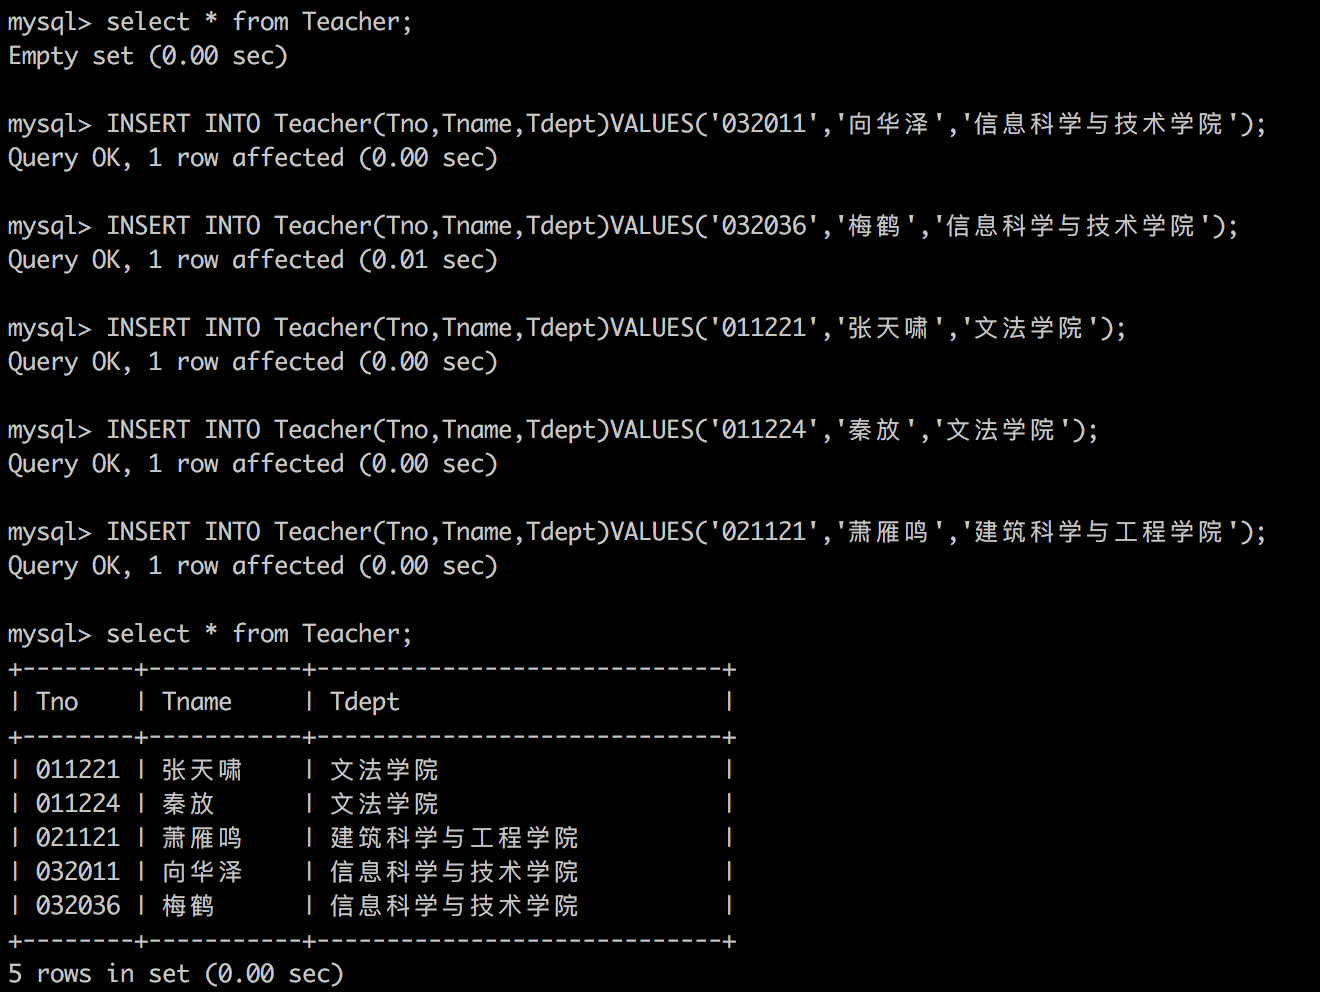 mysql> select * from Teacher;
Empty set (0.00 sec)
mysql> INSERT INTO Teacher(Tno,Tname,Tdept)VALUES('032011','向华泽','信息科学与技术学院');
Query OK, 1 row affected (0.00 sec)
mysql> INSERT INTO Teacher(Tno,Tname,Tdept)VALUES('032036','梅鹤','信息科学与技术学院');
Query OK, 1 row affected (0.01 sec)
mysql> INSERT INTO Teacher(Tno,Tname,Tdept)VALUES('011221','张天啸','文法学院');
Query OK, 1 row affected (0.00 sec)
mysql> INSERT INTO Teacher(Tno,Tname,Tdept)VALUES('011224','秦放','文法学院');
Query OK, 1 row affected (0.00 sec)
mysql> INSERT INTO Teacher(Tno,Tname,Tdept)VALUES('021121','萧雁鸣','建筑科学与工程学院');
Query OK, 1 row affected (0.00 sec)
mysql> select * from Teacher;
+--------+-----------+-----------------------------+
| Tno    | Tname     | Tdept                       |
+--------+-----------+-----------------------------+
| 011221 | 张天啸    | 文法学院                    |
| 011224 | 秦放      | 文法学院                    |
| 021121 | 萧雁鸣    | 建筑科学与工程学院          |
| 032011 | 向华泽    | 信息科学与技术学院          |
| 032036 | 梅鹤      | 信息科学与技术学院          |
+--------+-----------+-----------------------------+
5 rows in set (0.00 sec)